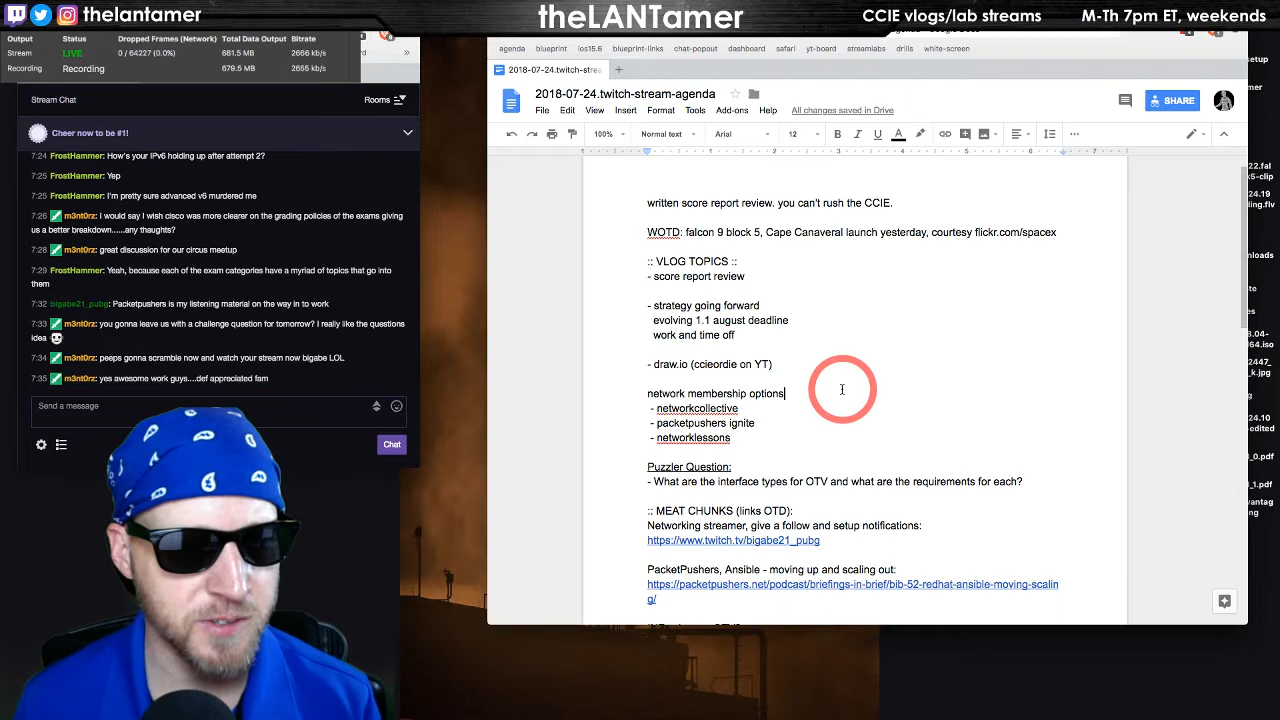 thelantamer
theLANTamer
CCIE vlogs/lab streams
M-Th 7pm ET, weekends
Output Status Dropped Frames (Network) Total Data Output Bitrate
Stream LIVE 0 / 64227 (0.0%) 681.5 MB 2666 kb/s
Recording Recording 679.5 MB 2655 kb/s
Stream Chat
Rooms
Cheer now to be #1!
7:24 FrostHammer: How's your IPv6 holding up after attempt 2?
7:25 FrostHammer: Yep
7:25 FrostHammer: I'm pretty sure advanced v6 murdered me
7:26 m3nt0rz: I would say I wish cisco was more clearer on the grading policies of the exams giving
us a better breakdown......any thaughts?
7:28 m3nt0rz: great discussion for our circus meetup
7:29 FrostHammer: Yeah, because each of the exam categories have a myriad of topics that go into
them
7:32 bigabe21_pubg: Packetpushers is my listening material on the way in to work
7:33 m3nt0rz: you gonna leave us with a challenge question for tomorrow? I really like the questions
idea
7:34 m3nt0rz: peeps gonna scramble now and watch your stream now bigabe LOL
7:35 m3nt0rz: yes awesome work guys....def appreciated fam
Send a message
Chat
agenda blueprint ios15.6 blueprint-links chat-popout dashboard safari yt-board streamlabs drills white-screen
2018-07-24.twitch-strea
2018-07-24.twitch-stream-agenda
File Edit View Insert Format Tools Add-ons Help All changes saved in Drive
SHARE
100% Normal text Arial 12 B I U A
1 1 2 3 4 5 6 7
written score report review. you can't rush the CCIE.
WOTD: falcon 9 block 5, Cape Canaveral launch yesterday, courtesy flickr.com/spacex
:: VLOG TOPICS ::
- score report review
- strategy going forward
evolving 1.1 august deadline
work and time off
- draw.io (ccieordie on YT)
network membership options
- networkcollective
- packetpushers ignite
- networklessons
Puzzler Question:
- What are the interface types for OTV and what are the requirements for each?
:: MEAT CHUNKS (links OTD):
Networking streamer, give a follow and setup notifications:
https://www.twitch.tv/bigabe21_pubg
PacketPushers, Ansible - moving up and scaling out:
https://packetpushers.net/podcast/briefings-in-brief/bib-52-redhat-ansible-moving-scalin
g/